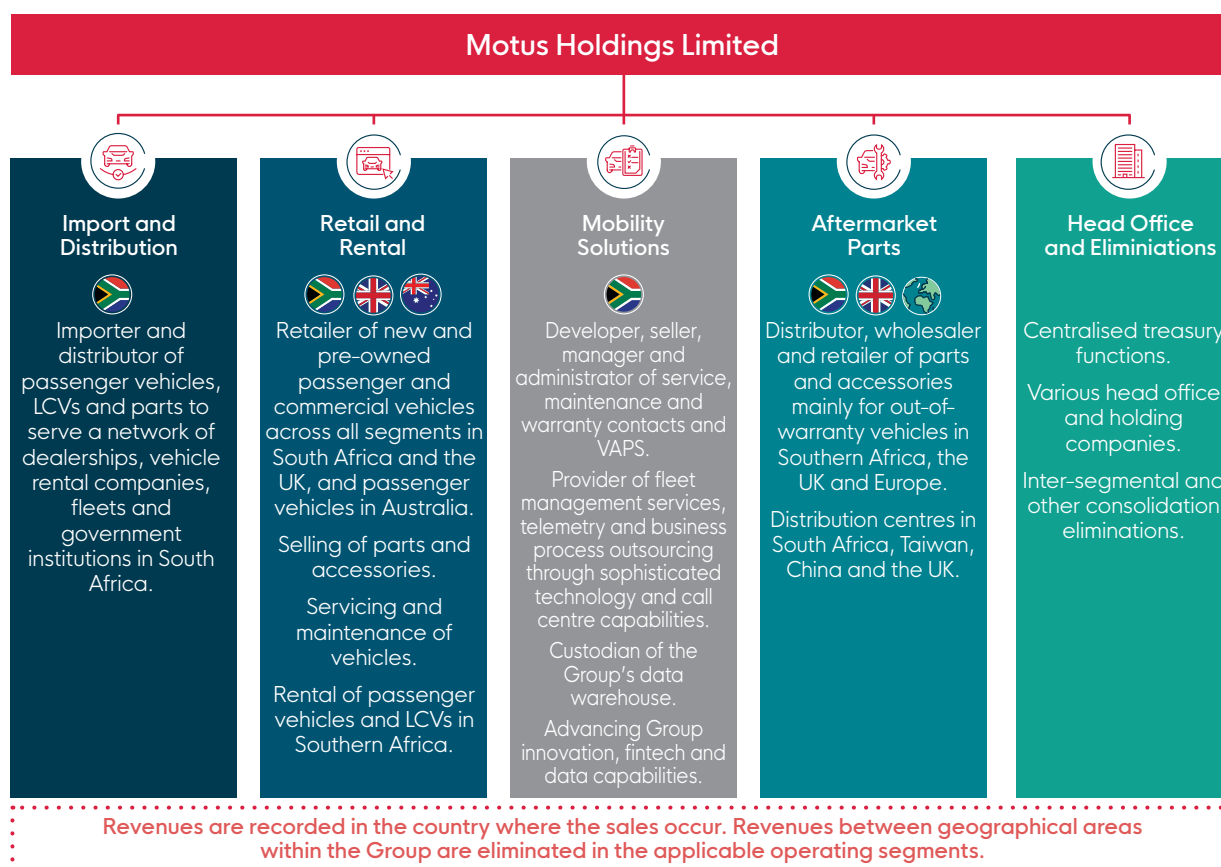 Motus Holdings Limited
Import and
Distribution
Importer and
distributor of
passenger vehicles,
LCVs and parts to
serve a network of
dealerships, vehicle
rental companies,
fleets and
government
institutions in South
Africa.
Retail and
Rental
Retailer of new and
pre-owned
passenger and
commercial vehicles
across all segments in
South Africa and the
UK, and passenger
vehicles in Australia.
Selling of parts and
accessories.
Servicing and
maintenance of
vehicles.
Rental of passenger
vehicles and LCVs in
Southern Africa.
Mobility
Solutions
Developer, seller,
manager and
administrator of service,
maintenance and
warranty contacts and
VAPS.
Provider of fleet
management services,
telemetry and business
process outsourcing
through sophisticated
technology and call
centre capabilities.
Custodian of the
Group's data
warehouse.
Advancing Group
innovation, fintech and
data capabilities.
Aftermarket
Parts
Distributor, wholesaler
and retailer of parts
and accessories
mainly for out-of-
warranty vehicles in
Southern Africa, the
UK and Europe.
Distribution centres in
South Africa, Taiwan,
China and the UK.
Head Office
and Eliminiations
Centralised treasury
functions.
Various head office
and holding
companies.
Inter-segmental and
other consolidation
eliminations.
Revenues are recorded in the country where the sales occur. Revenues between geographical areas
within the Group are eliminated in the applicable operating segments.